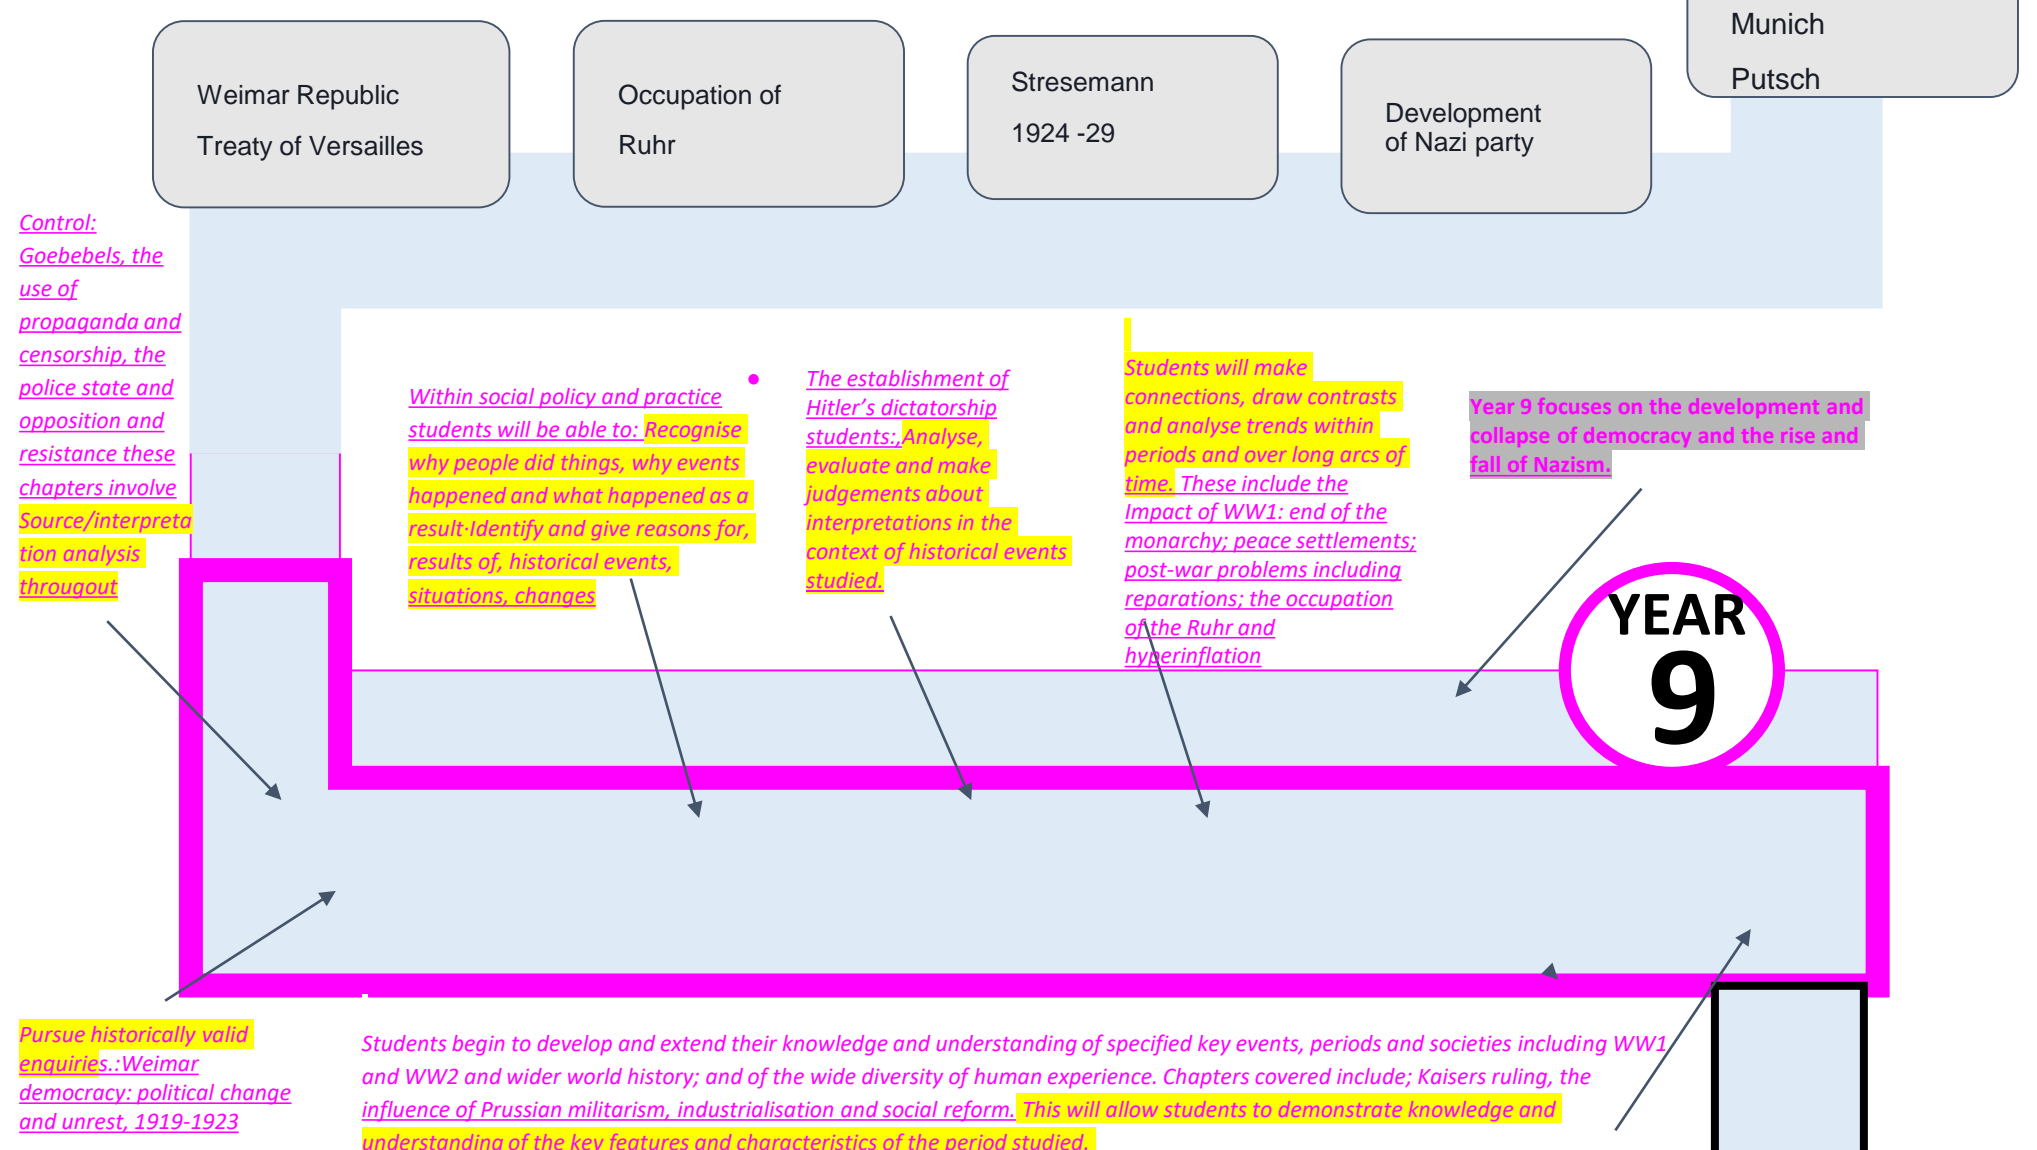 Munich
Putsch
Weimar Republic
Treaty of Versailles
Occupation of
Ruhr
Stresemann
1924 -29
Development
of Nazi party
Control:
Goebebels, the
use of
propaganda and
censorship, the
police state and
opposition and
resistance these
chapters involve
Source/interpreta
tion analysis
througout
Within social policy and practice
students will be able to: Recognise
why people did things, why events
happened and what happened as a
result·Identify and give reasons for,
results of, historical events,
situations, changes
• The establishment of
Hitler’s dictatorship
students:,Analyse,
evaluate and make
judgements about
interpretations in the
context of historical events
studied.
Students will make
connections, draw contrasts
and analyse trends within
periods and over long arcs of
time. These include the
Impact of WW1: end of the
monarchy; peace settlements;
post-war problems including
reparations; the occupation
of the Ruhr and
hyperinflation
Year 9 focuses on the development and
collapse of democracy and the rise and
fall of Nazism.
YEAR
9
Pursue historically valid
enquiries.:Weimar
democracy: political change
and unrest, 1919-1923
Students begin to develop and extend their knowledge and understanding of specified key events, periods and societies including WW1
and WW2 and wider world history; and of the wide diversity of human experience. Chapters covered include; Kaisers ruling, the
influence of Prussian militarism, industrialisation and social reform. This will allow students to demonstrate knowledge and
understanding of the key features and characteristics of the period studied.